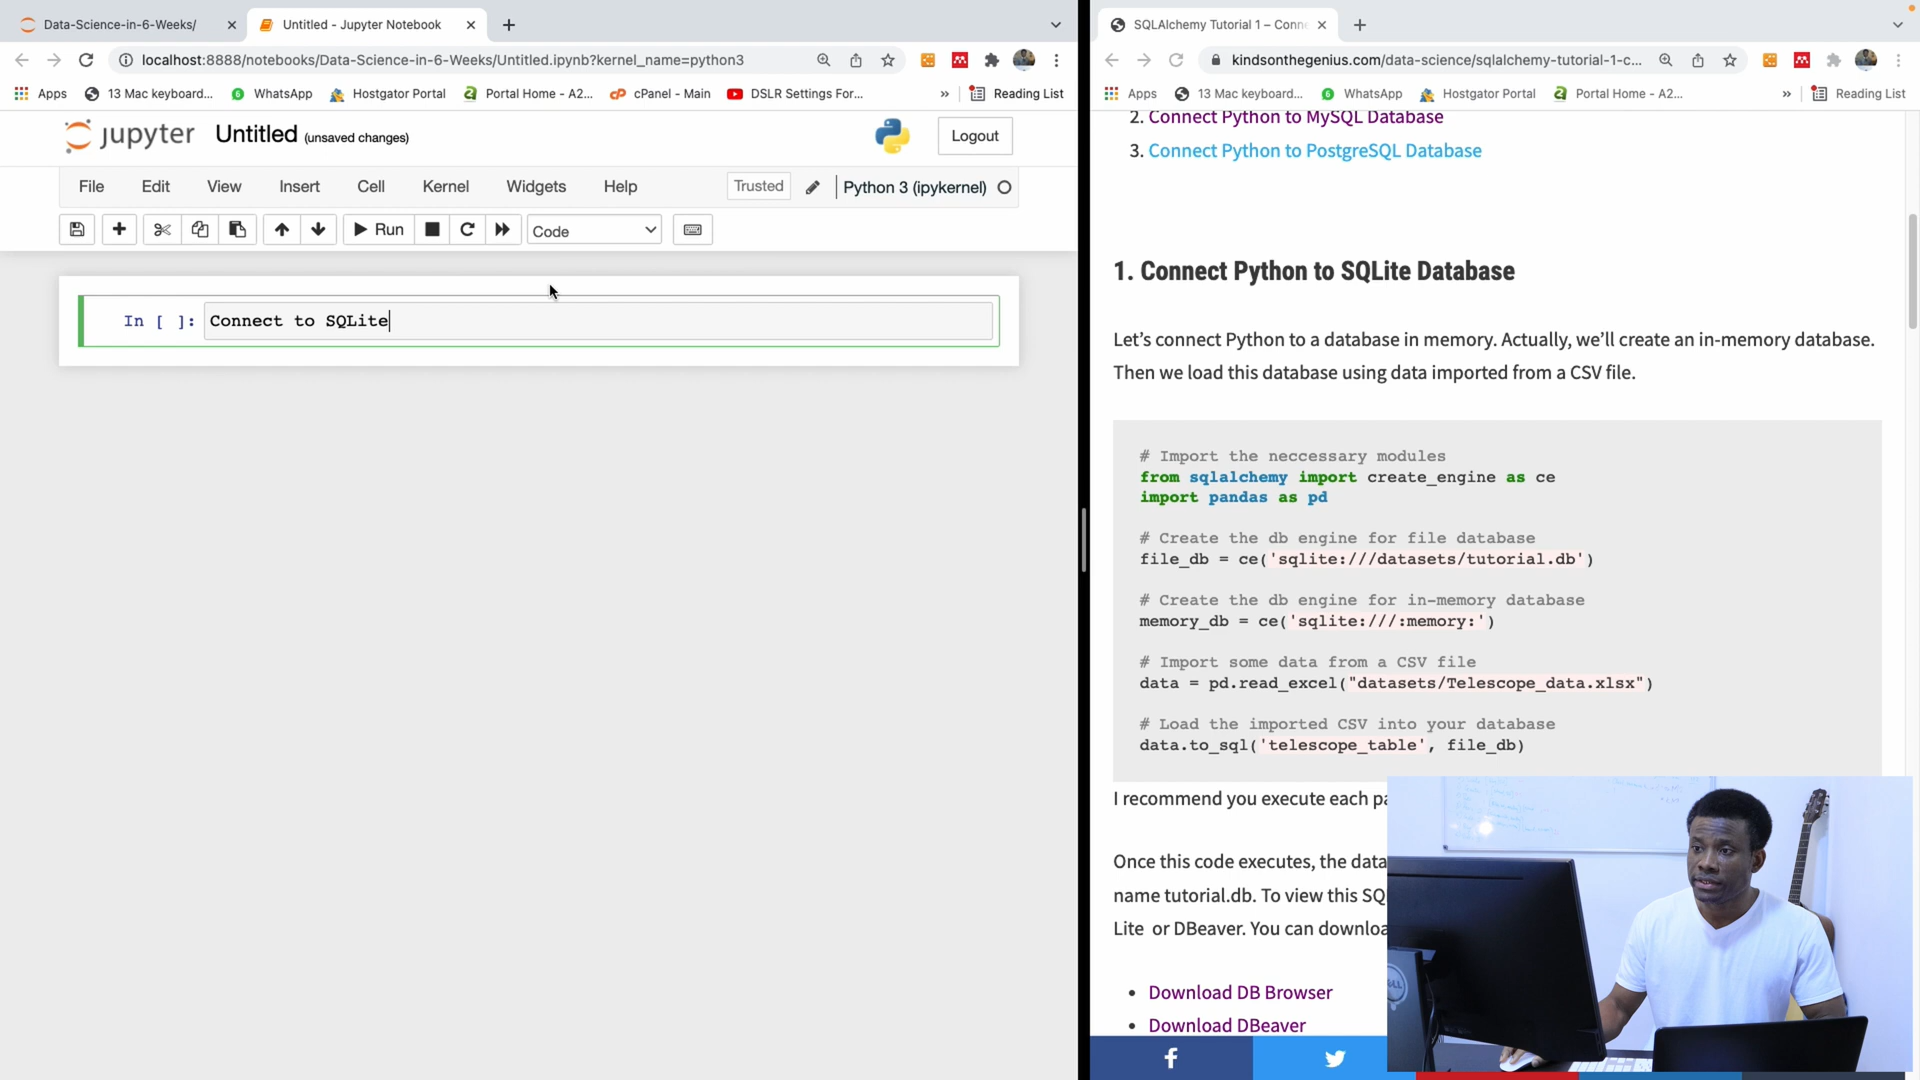 Data-Science-in-6-Weeks/
Untitled - Jupyter Notebook
localhost:8888/notebooks/Data-Science-in-6-Weeks/Untitled.ipynb?kernel_name=python3
Apps
13 Mac keyboard...
WhatsApp
Hostgator Portal
Portal Home - A2...
cPanel - Main
DSLR Settings For...
»
Reading List
jupyter
Untitled (unsaved changes)
Logout
File Edit View Insert Cell Kernel Widgets Help
Trusted
Python 3 (ipykernel)
Run
Code
In [ ]: Connect to SQLite
SQLAlchemy Tutorial 1 – Conn
kindsonthegenius.com/data-science/sqlalchemy-tutorial-1-c...
Apps
13 Mac keyboard...
WhatsApp
Hostgator Portal
Portal Home - A2...
»
Reading List
2. Connect Python to MySQL Database
3. Connect Python to PostgreSQL Database
1. Connect Python to SQLite Database
Let’s connect Python to a database in memory. Actually, we’ll create an in-memory database.
Then we load this database using data imported from a CSV file.
# Import the neccessary modules
from sqlalchemy import create_engine as ce
import pandas as pd
# Create the db engine for file database
file_db = ce('sqlite:///datasets/tutorial.db')
# Create the db engine for in-memory database
memory_db = ce('sqlite:///:memory:')
# Import some data from a CSV file
data = pd.read_excel("datasets/Telescope_data.xlsx")
# Load the imported CSV into your database
data.to_sql('telescope_table', file_db)
I recommend you execute each
Once this code executes, the data
name tutorial.db. To view this
Lite or DBeaver. You can
• Download DB Browser
• Download DBeaver
DELL